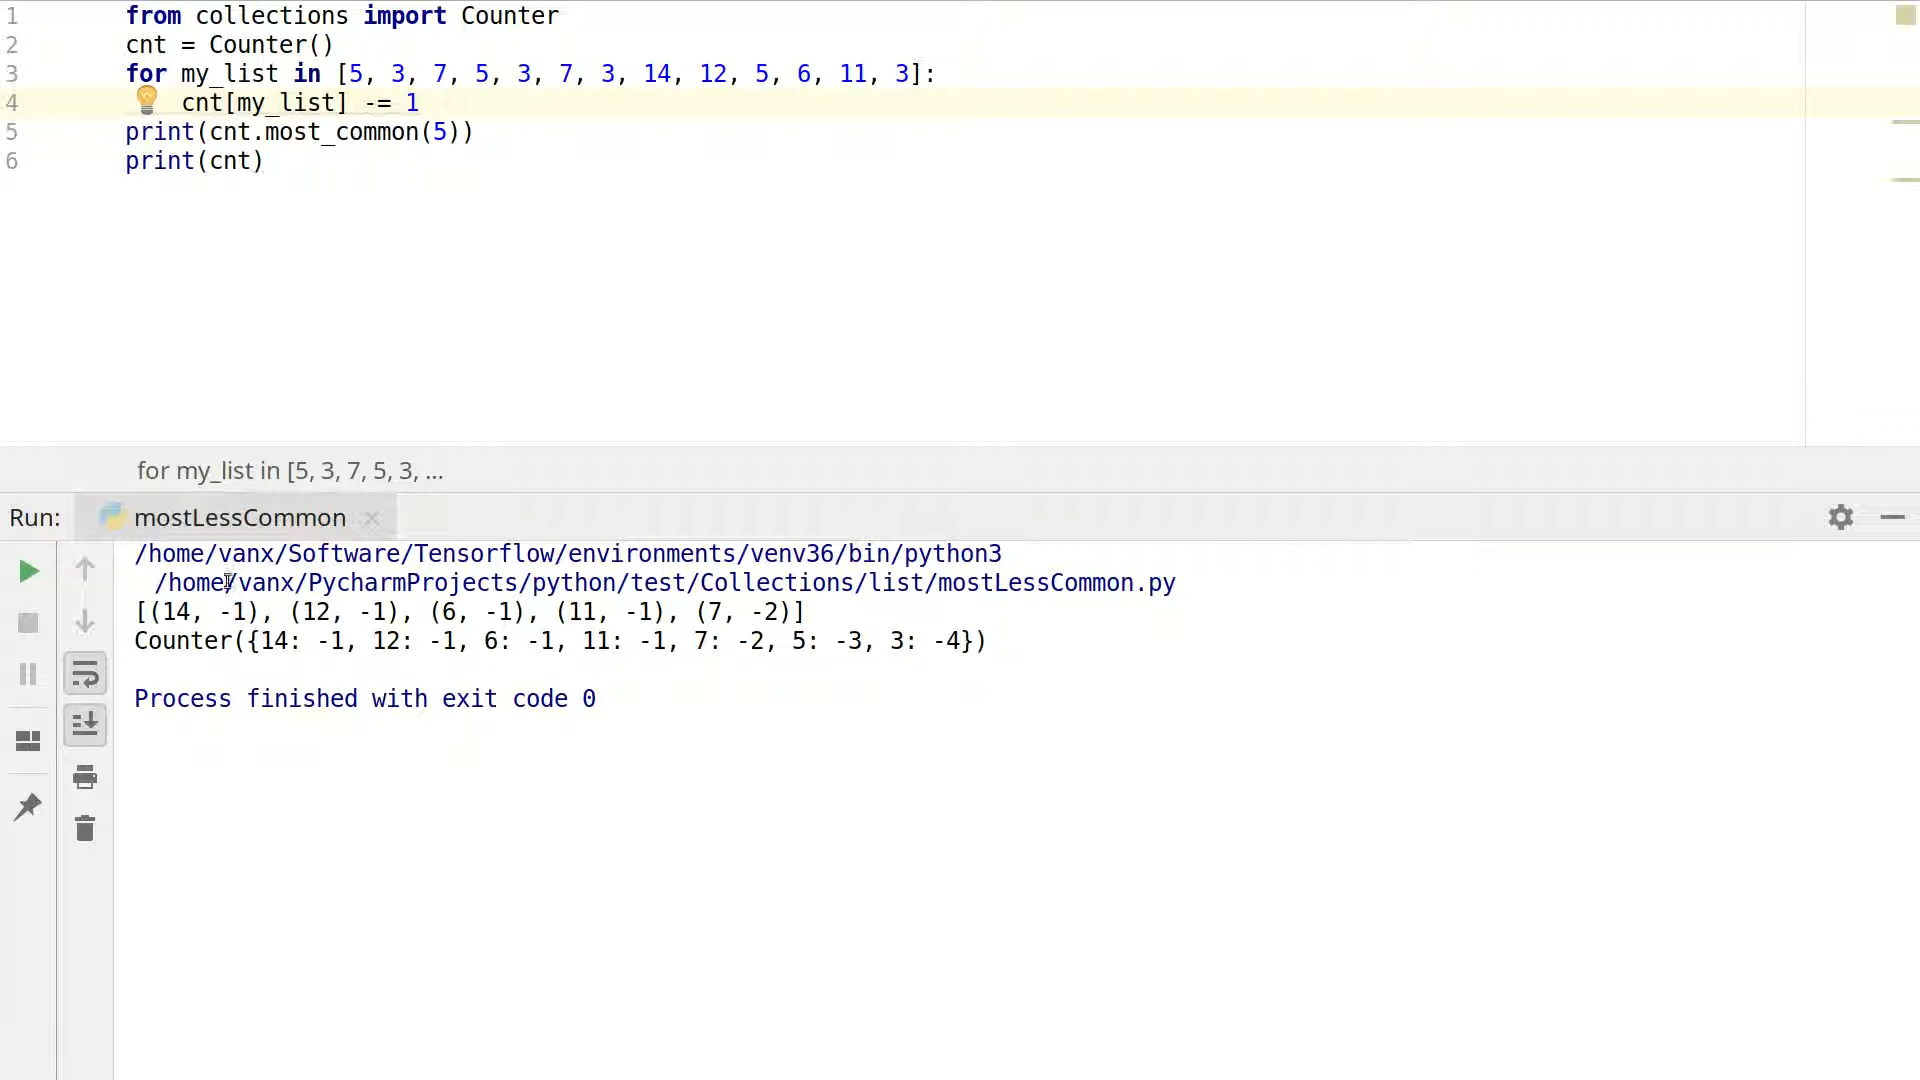 1 from collections import Counter
2 cnt = Counter()
3 for my_list in [5, 3, 7, 5, 3, 7, 3, 14, 12, 5, 6, 11, 3]:
4 cnt[my_list] -= 1
5 print(cnt.most_common(5))
6 print(cnt)
for my_list in [5, 3, 7, 5, 3, ...
Run: mostLessCommon
/home/vanx/Software/Tensorflow/environments/venv36/bin/python3
/home/vanx/PycharmProjects/python/test/Collections/list/mostLessCommon.py
[(14, -1), (12, -1), (6, -1), (11, -1), (7, -2)]
Counter({14: -1, 12: -1, 6: -1, 11: -1, 7: -2, 5: -3, 3: -4})
Process finished with exit code 0